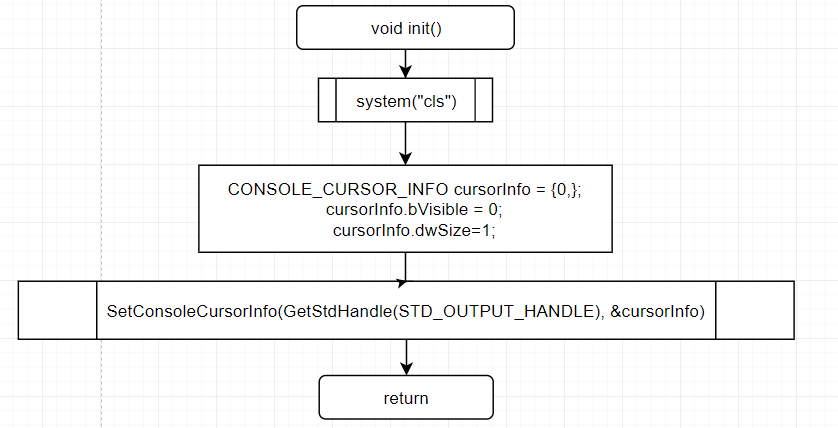 void init()
system("cls")
CONSOLE_CURSOR_INFO cursorInfo = {0,};
cursorInfo.bVisible = 0;
cursorInfo.dwSize=1;
SetConsoleCursorInfo(GetStdHandle(STD_OUTPUT_HANDLE), &cursorInfo)
return